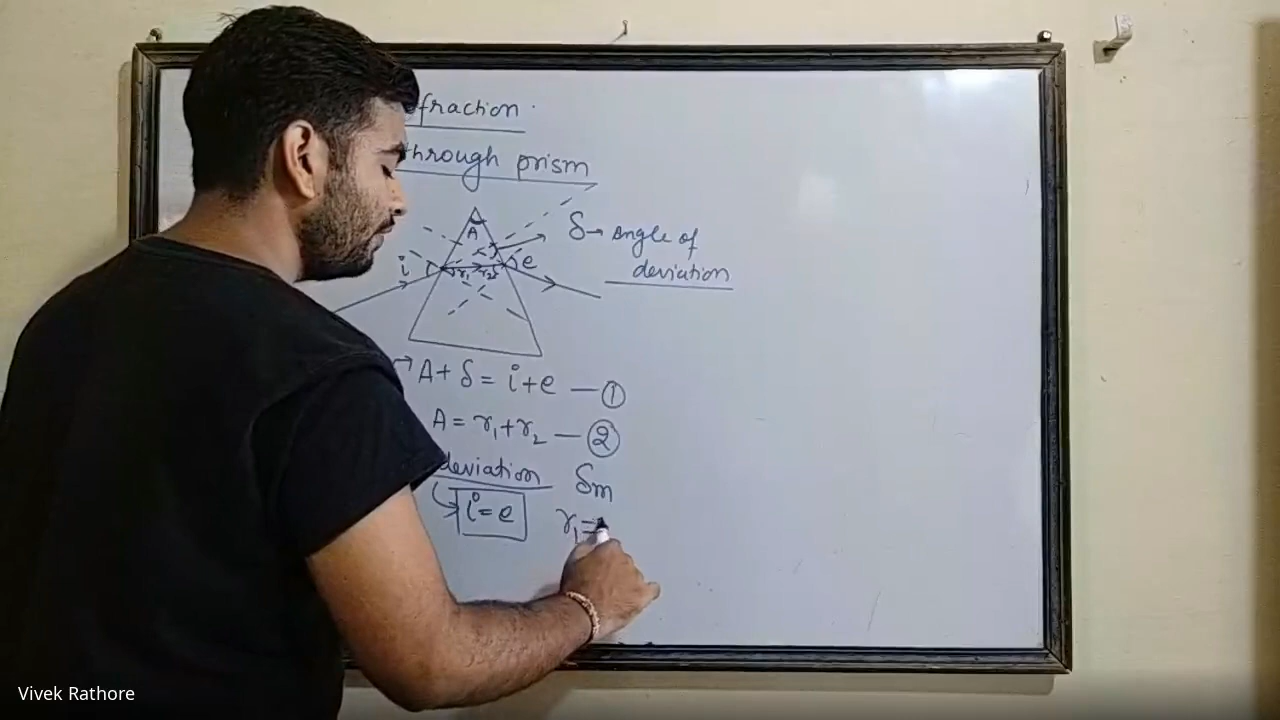 fraction
through prism
A
δ → Angle of
deviation
i
r₁
r₂
δ
e
A + δ = i + e — ①
A = r₁ + r₂ — ②
deviation δm
i = e r₁ =
Vivek Rathore